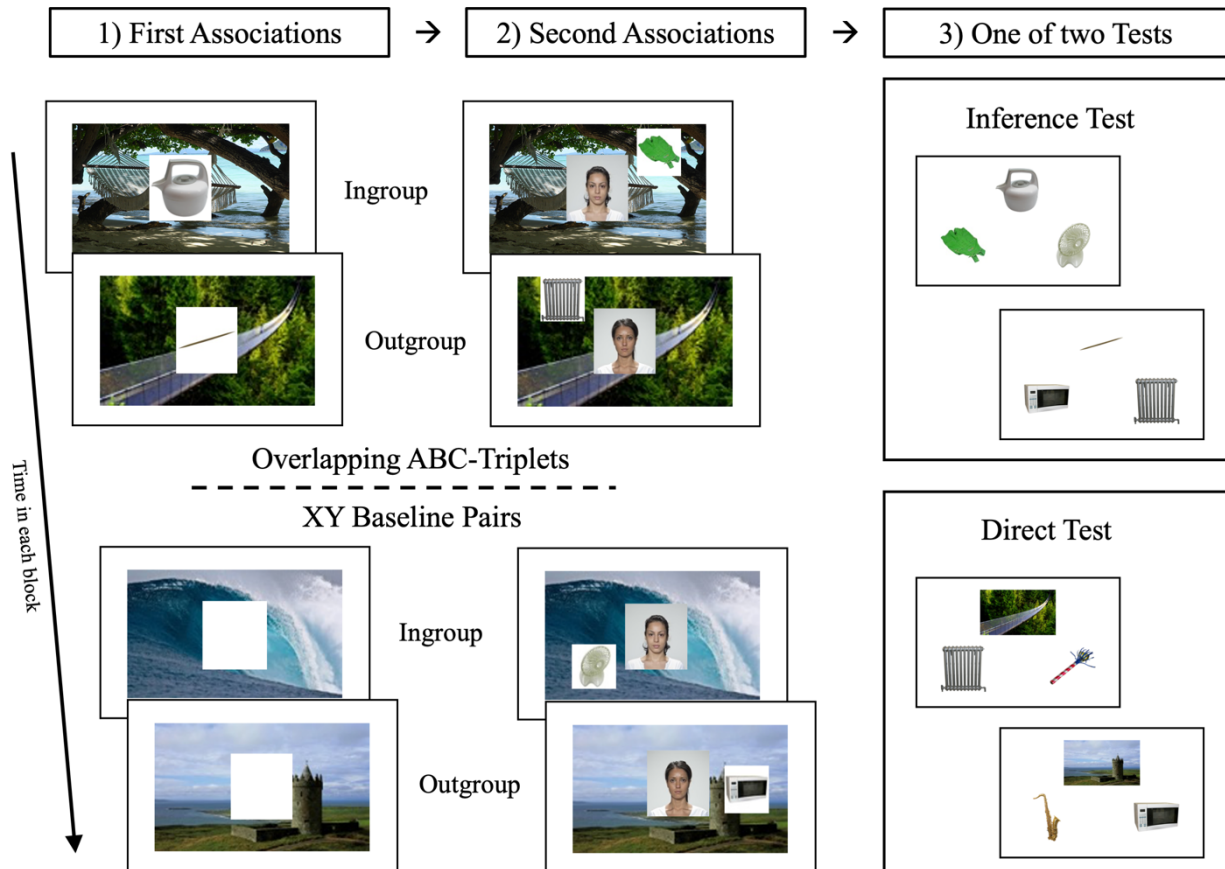 1) First Associations
→
2) Second Associations
→
3) One of two Tests
Ingroup
Outgroup
Overlapping ABC-Triplets
XY Baseline Pairs
Ingroup
Outgroup
Time in each block
Inference Test
Direct Test